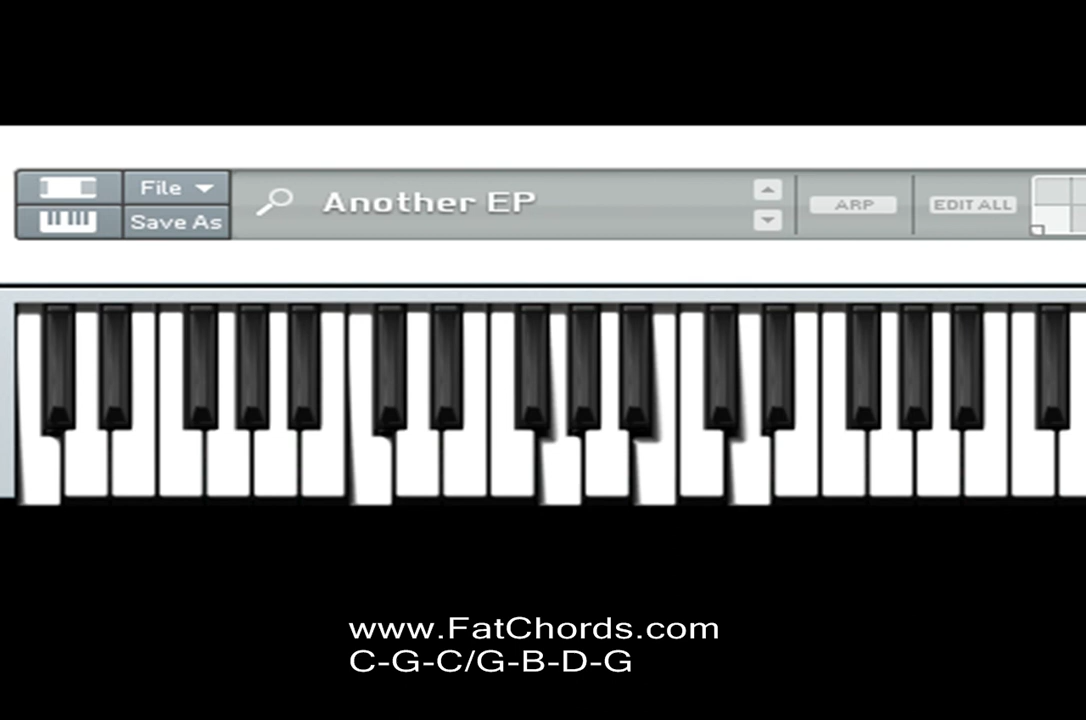 File
Save As
Another EP
ARP
EDIT ALL
www.FatChords.com
C-G-C/G-B-D-G